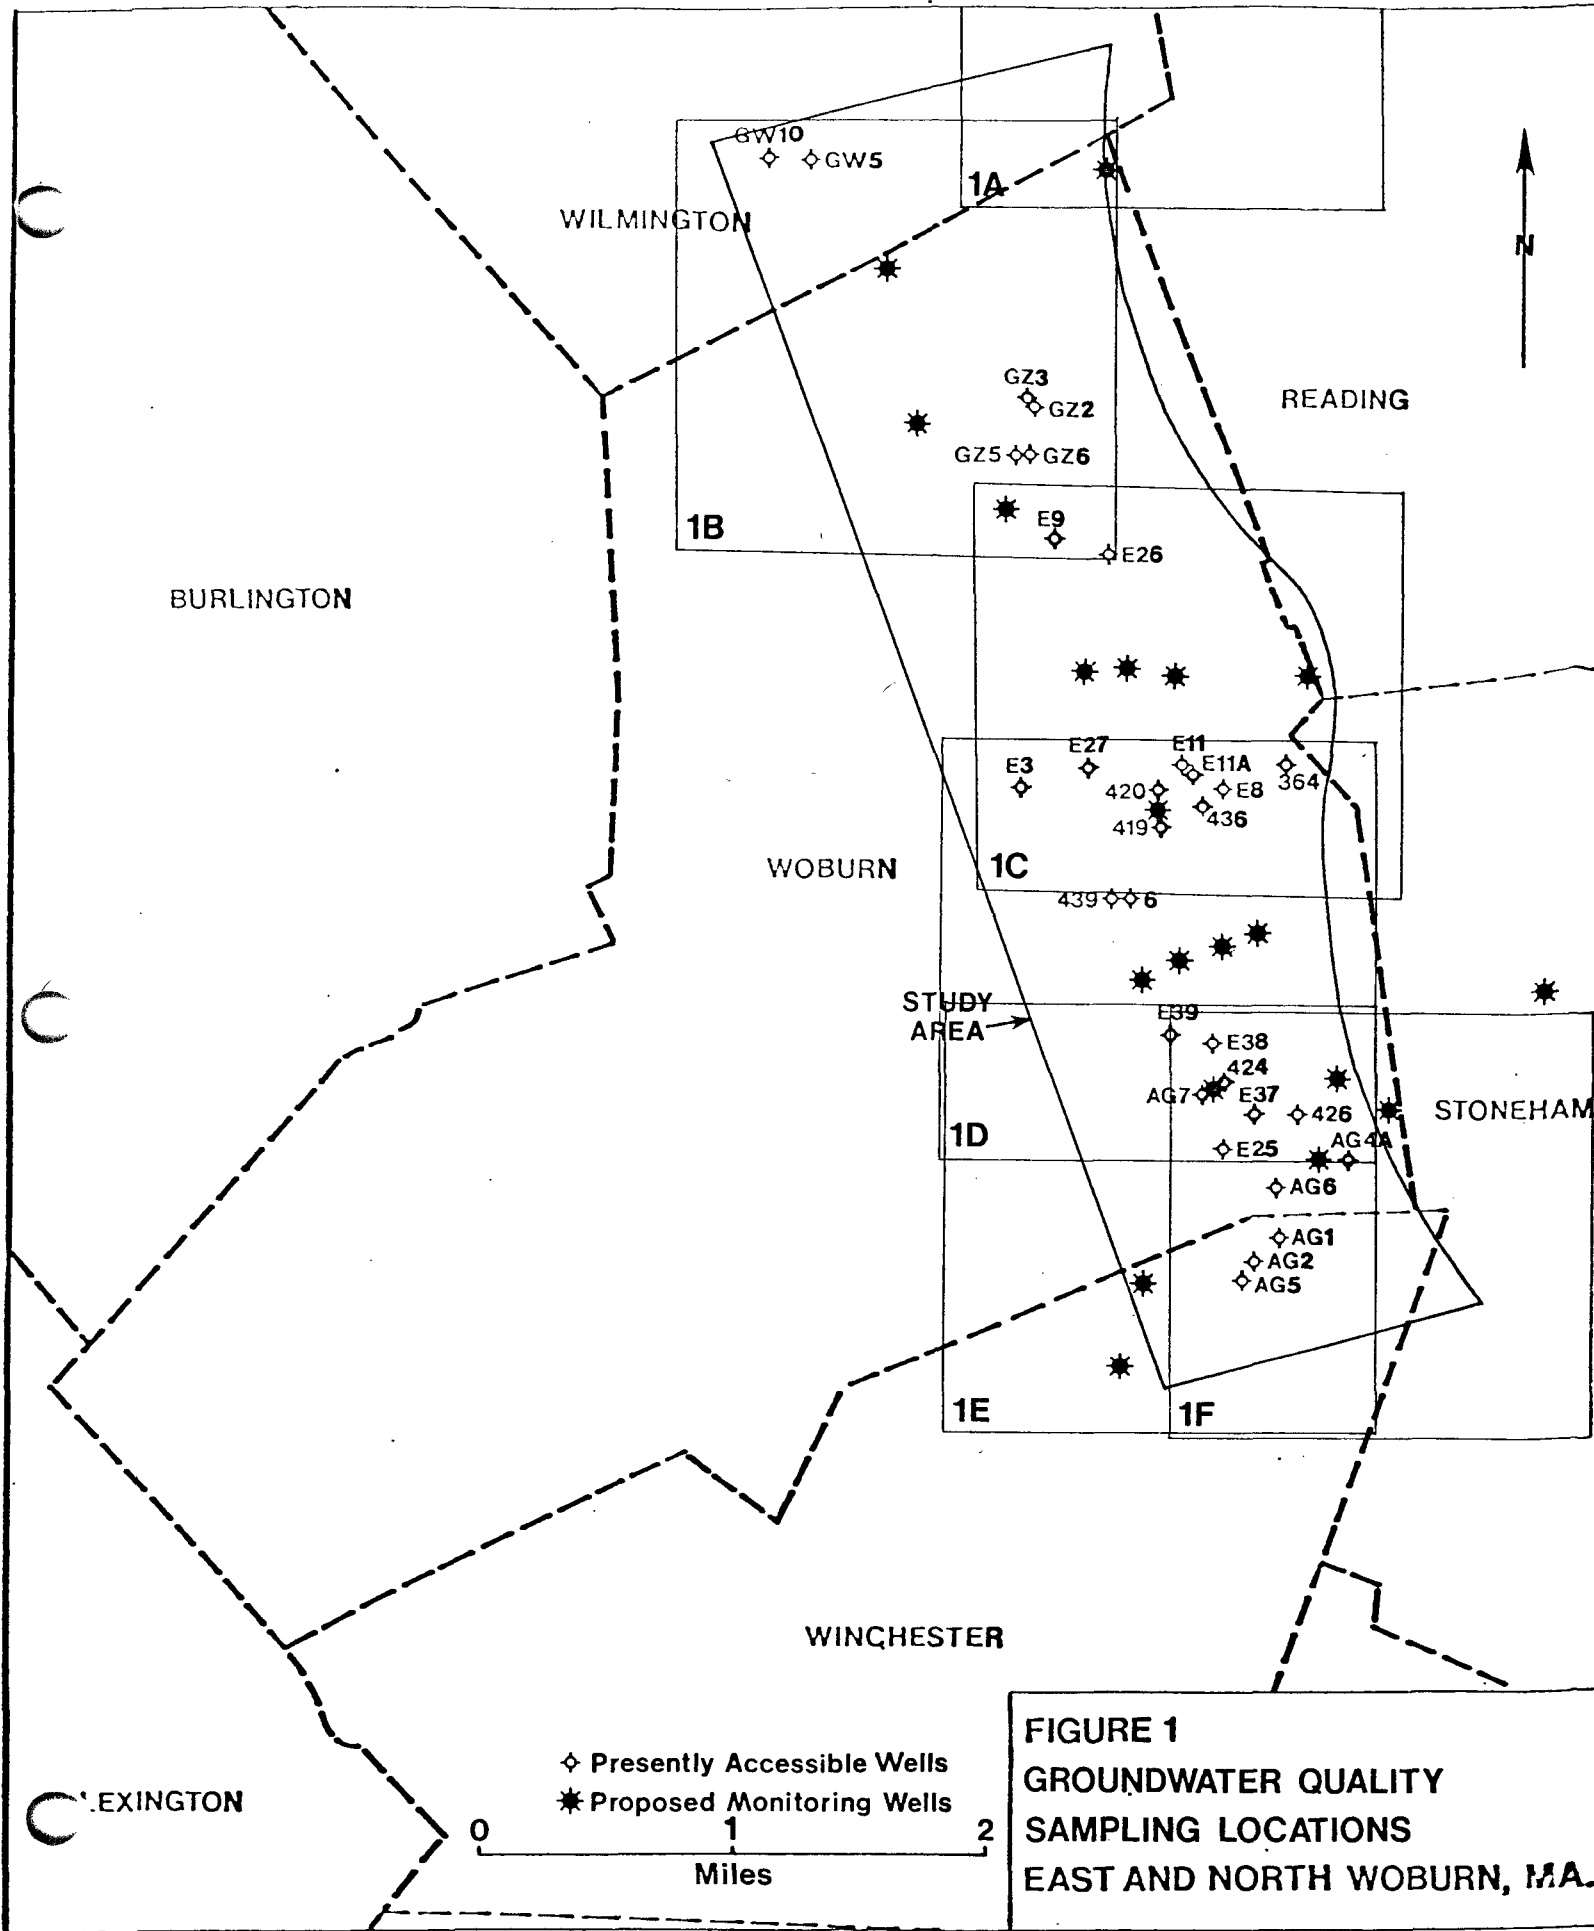 GW10
GW5
1A
WILMINGTON
N
GZ3
GZ2
READING
GZ5
GZ6
E9
1B
E26
BURLINGTON
E27
E11
E3
E11A
364
420
E8
436
419
WOBURN
1C
439
6
STUDY
AREA
E39
E38
424
AG7
E37
426
STONEHAM
1D
E25
AG4A
AG6
AG1
AG2
AG5
1E
1F
WINCHESTER
Presently Accessible Wells
Proposed Monitoring Wells
.EXINGTON
0 1 2
Miles
FIGURE 1
GROUNDWATER QUALITY
SAMPLING LOCATIONS
EAST AND NORTH WOBURN, MA.